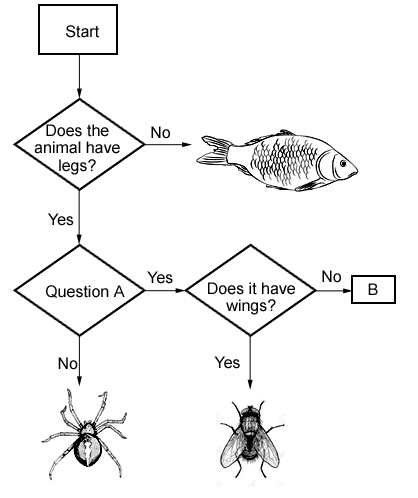 Start
Does the
animal have
legs?
No
Yes
Question A
Yes
Does it have
wings?
No
B
No
Yes